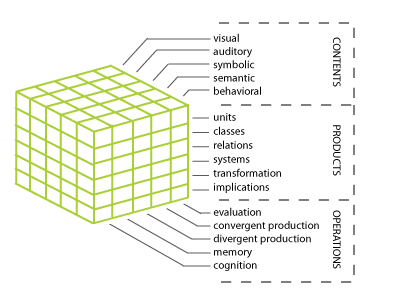 visual
auditory
symbolic
semantic
behavioral
CONTENTS
units
classes
relations
systems
transformation
implications
PRODUCTS
evaluation
convergent production
divergent production
memory
cognition
OPERATIONS